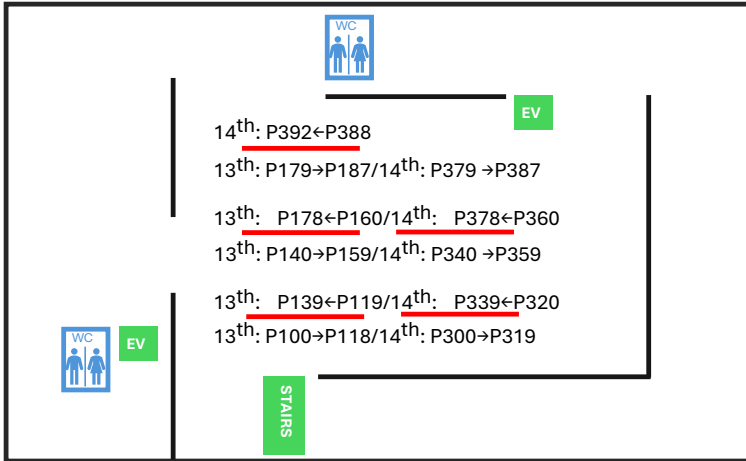 WC
EV
14th: P392←P388
13th: P179→P187/14th: P379 →P387
13th: P178←P160/14th: P378←P360
13th: P140→P159/14th: P340 →P359
13th: P139←P119/14th: P339←P320
13th: P100→P118/14th: P300→P319
WC
EV
STAIRS